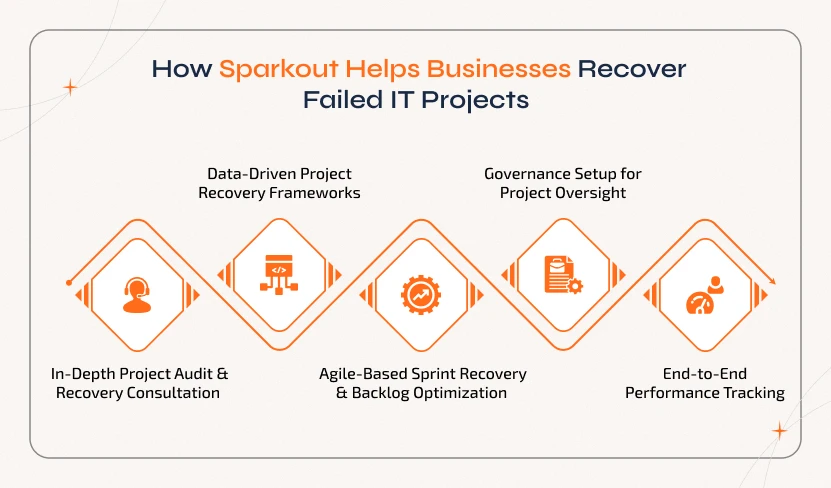 How Sparkout Helps Businesses Recover
Failed IT Projects
Data-Driven Project
Recovery Frameworks
Governance Setup for
Project Oversight
</>
In-Depth Project Audit &
Recovery Consultation
Agile-Based Sprint Recovery
& Backlog Optimization
End-to-End
Performance Tracking